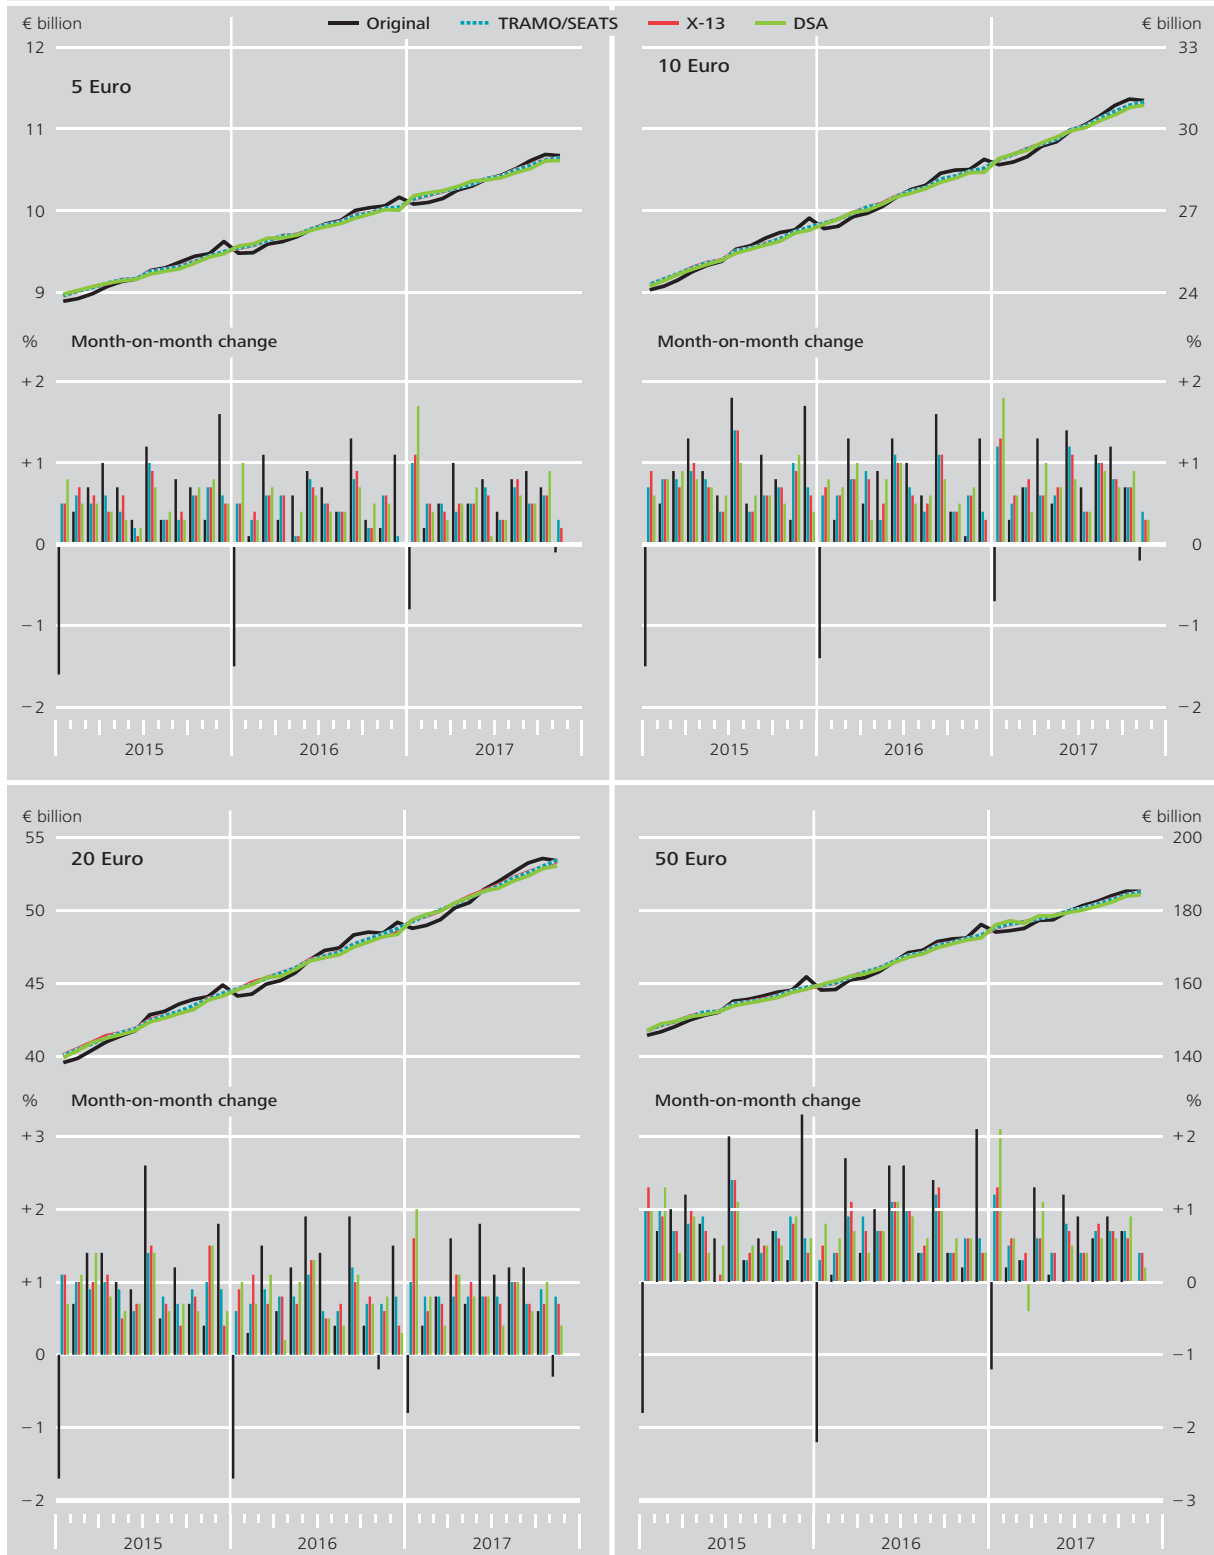 € billion Original TRAMO/SEATS X-13 DSA € billion
12 33
5 Euro 10 Euro
11 30
10 27
9 24
% Month-on-month change Month-on-month change %
+2 +2
+1 +1
0 0
−1 −1
−2 −2
2015 2016 2017 2015 2016 2017
€ billion € billion
55 200
20 Euro 50 Euro
50 180
45 160
40 140
% Month-on-month change Month-on-month change %
+3 +2
+2 +1
+1 0
0 −1
−1 −2
−2 −3
2015 2016 2017 2015 2016 2017